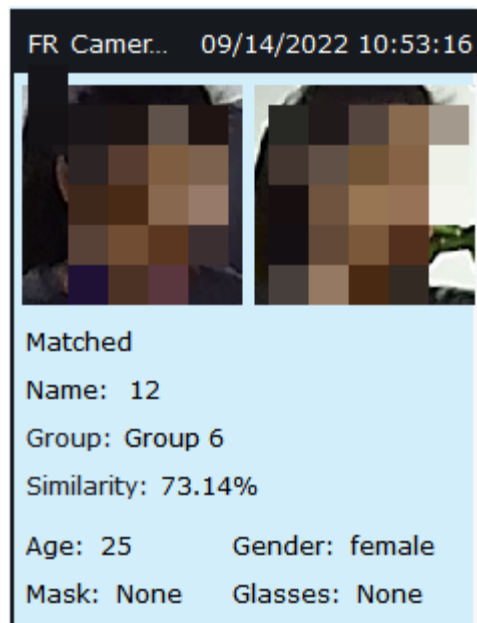 FR Camer... 09/14/2022 10:53:16
Matched
Name: 12
Group: Group 6
Similarity: 73.14%
Age: 25 Gender: female
Mask: None Glasses: None